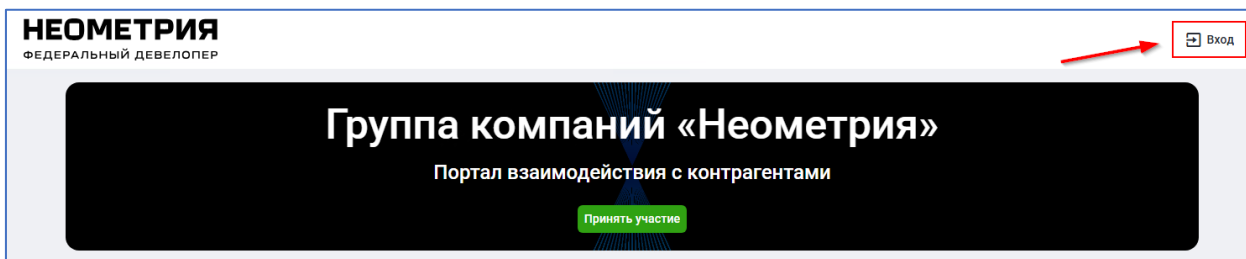 НЕОМЕТРИЯ
ФЕДЕРАЛЬНЫЙ ДЕВЕЛОПЕР
Вход
Группа компаний «Неометрия»
Портал взаимодействия с контрагентами
Принять участие